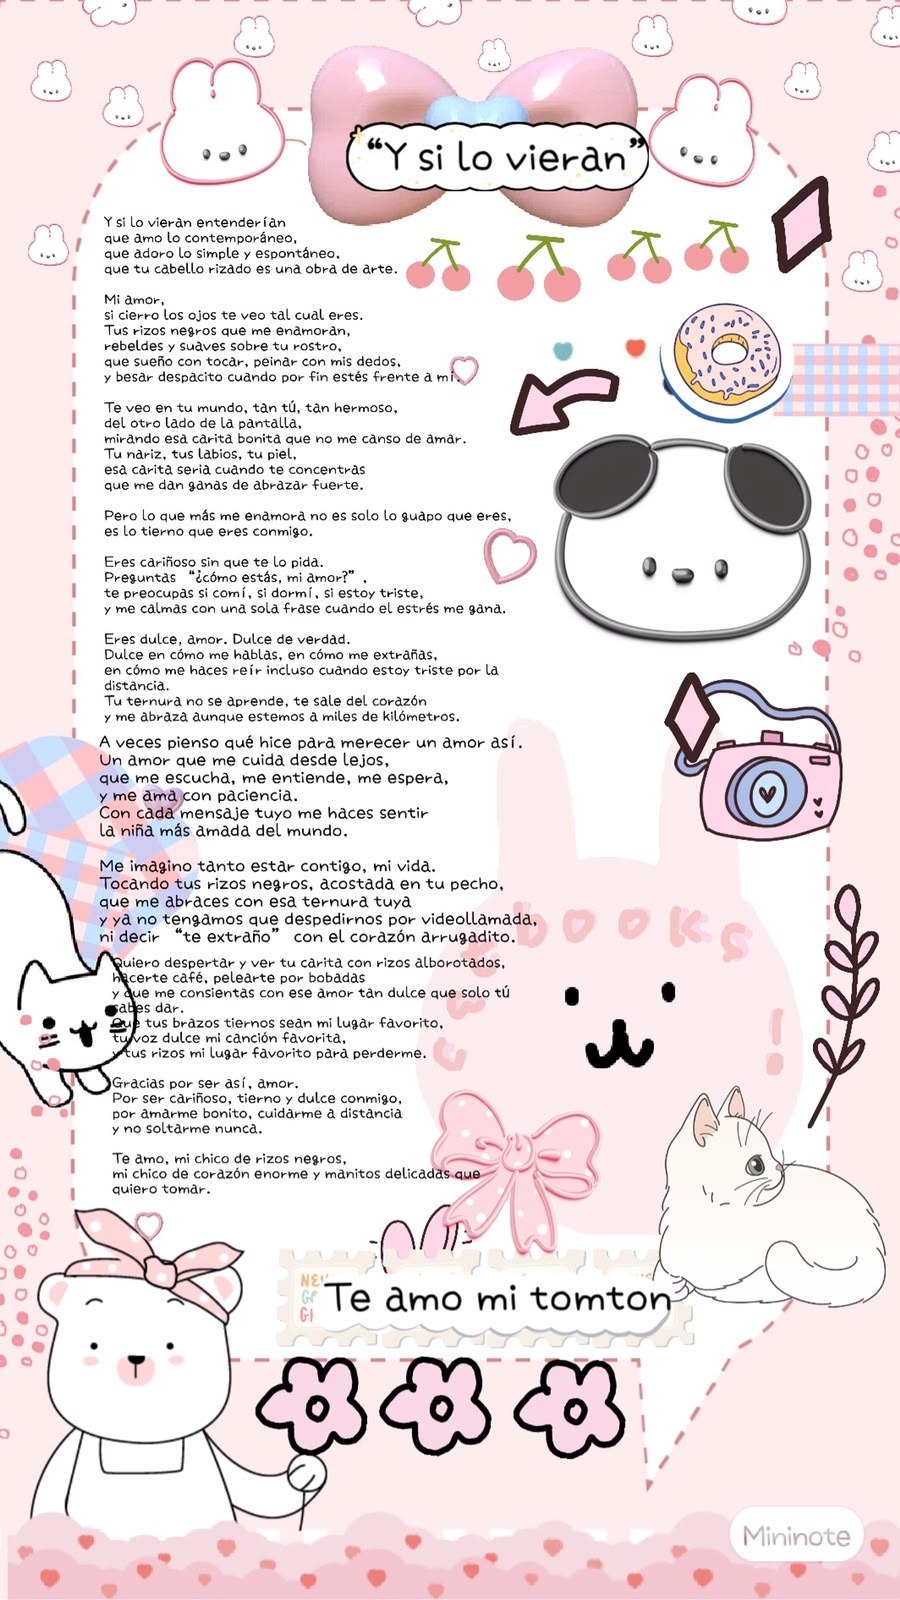 “Y si lo vieran”
Y si lo vieran entenderían
que amo lo contemporáneo,
que adoro lo simple y espontáneo,
que tu cabello rizado es una obra de arte.
Mi amor,
si cierro los ojos te veo tal cual eres.
Tus rizos negros que me enamoran,
rebeldes y suaves sobre tu rostro,
que sueño con tocar, peinar con mis dedos,
y besar despacito cuando por fin estés frente a mí.
Te veo en tu mundo, tan tú, tan hermoso,
del otro lado de la pantalla,
mirando esa carita bonita que no me canso de amar.
Tu nariz, tus labios, tu piel,
esa carita seria cuando te concentras
que me dan ganas de abrazar fuerte.
Pero lo que más me enamora no es solo lo guapo que eres,
es lo tierno que eres conmigo.
Eres cariñoso sin que te lo pida.
Preguntas “¿cómo estás, mi amor?”,
te preocupas si comí, si dormí, si estoy triste,
y me calmas con una sola frase cuando el estrés me gana.
Eres dulce, amor. Dulce de verdad.
Dulce en cómo me hablas, en cómo me extrañas,
en cómo me haces reír incluso cuando estoy triste por la
distancia.
Tu ternura no se aprende, te sale del corazón
y me abraza aunque estemos a miles de kilómetros.
A veces pienso qué hice para merecer un amor así.
Un amor que me cuida desde lejos,
que me escucha, me entiende, me espera,
y me ama con paciencia.
Con cada mensaje tuyo me haces sentir
la niña más amada del mundo.
Me imagino tanto estar contigo, mi vida.
Tocando tus rizos negros, acostada en tu pecho,
que me abraces con esa ternura tuya
y ya no tengamos que despedirnos por videollamada,
ni decir “te extraño” con el corazón arrugadito.
books
Quiero despertar y ver tu carita con rizos alborotados,
hacerte café, pelearte por bobadas
y que me consientas con ese amor tan dulce que solo tú
sabes dar.
Que tus brazos tiernos sean mi lugar favorito,
tu voz dulce mi canción favorita,
y tus rizos mi lugar favorito para perderme.
Gracias por ser así, amor.
Por ser cariñoso, tierno y dulce conmigo,
por amarme bonito, cuidarme a distancia
y no soltarme nunca.
Te amo, mi chico de rizos negros,
mi chico de corazón enorme y manitos delicadas que
quiero tomar.
Te amo mi tomton
Mininote